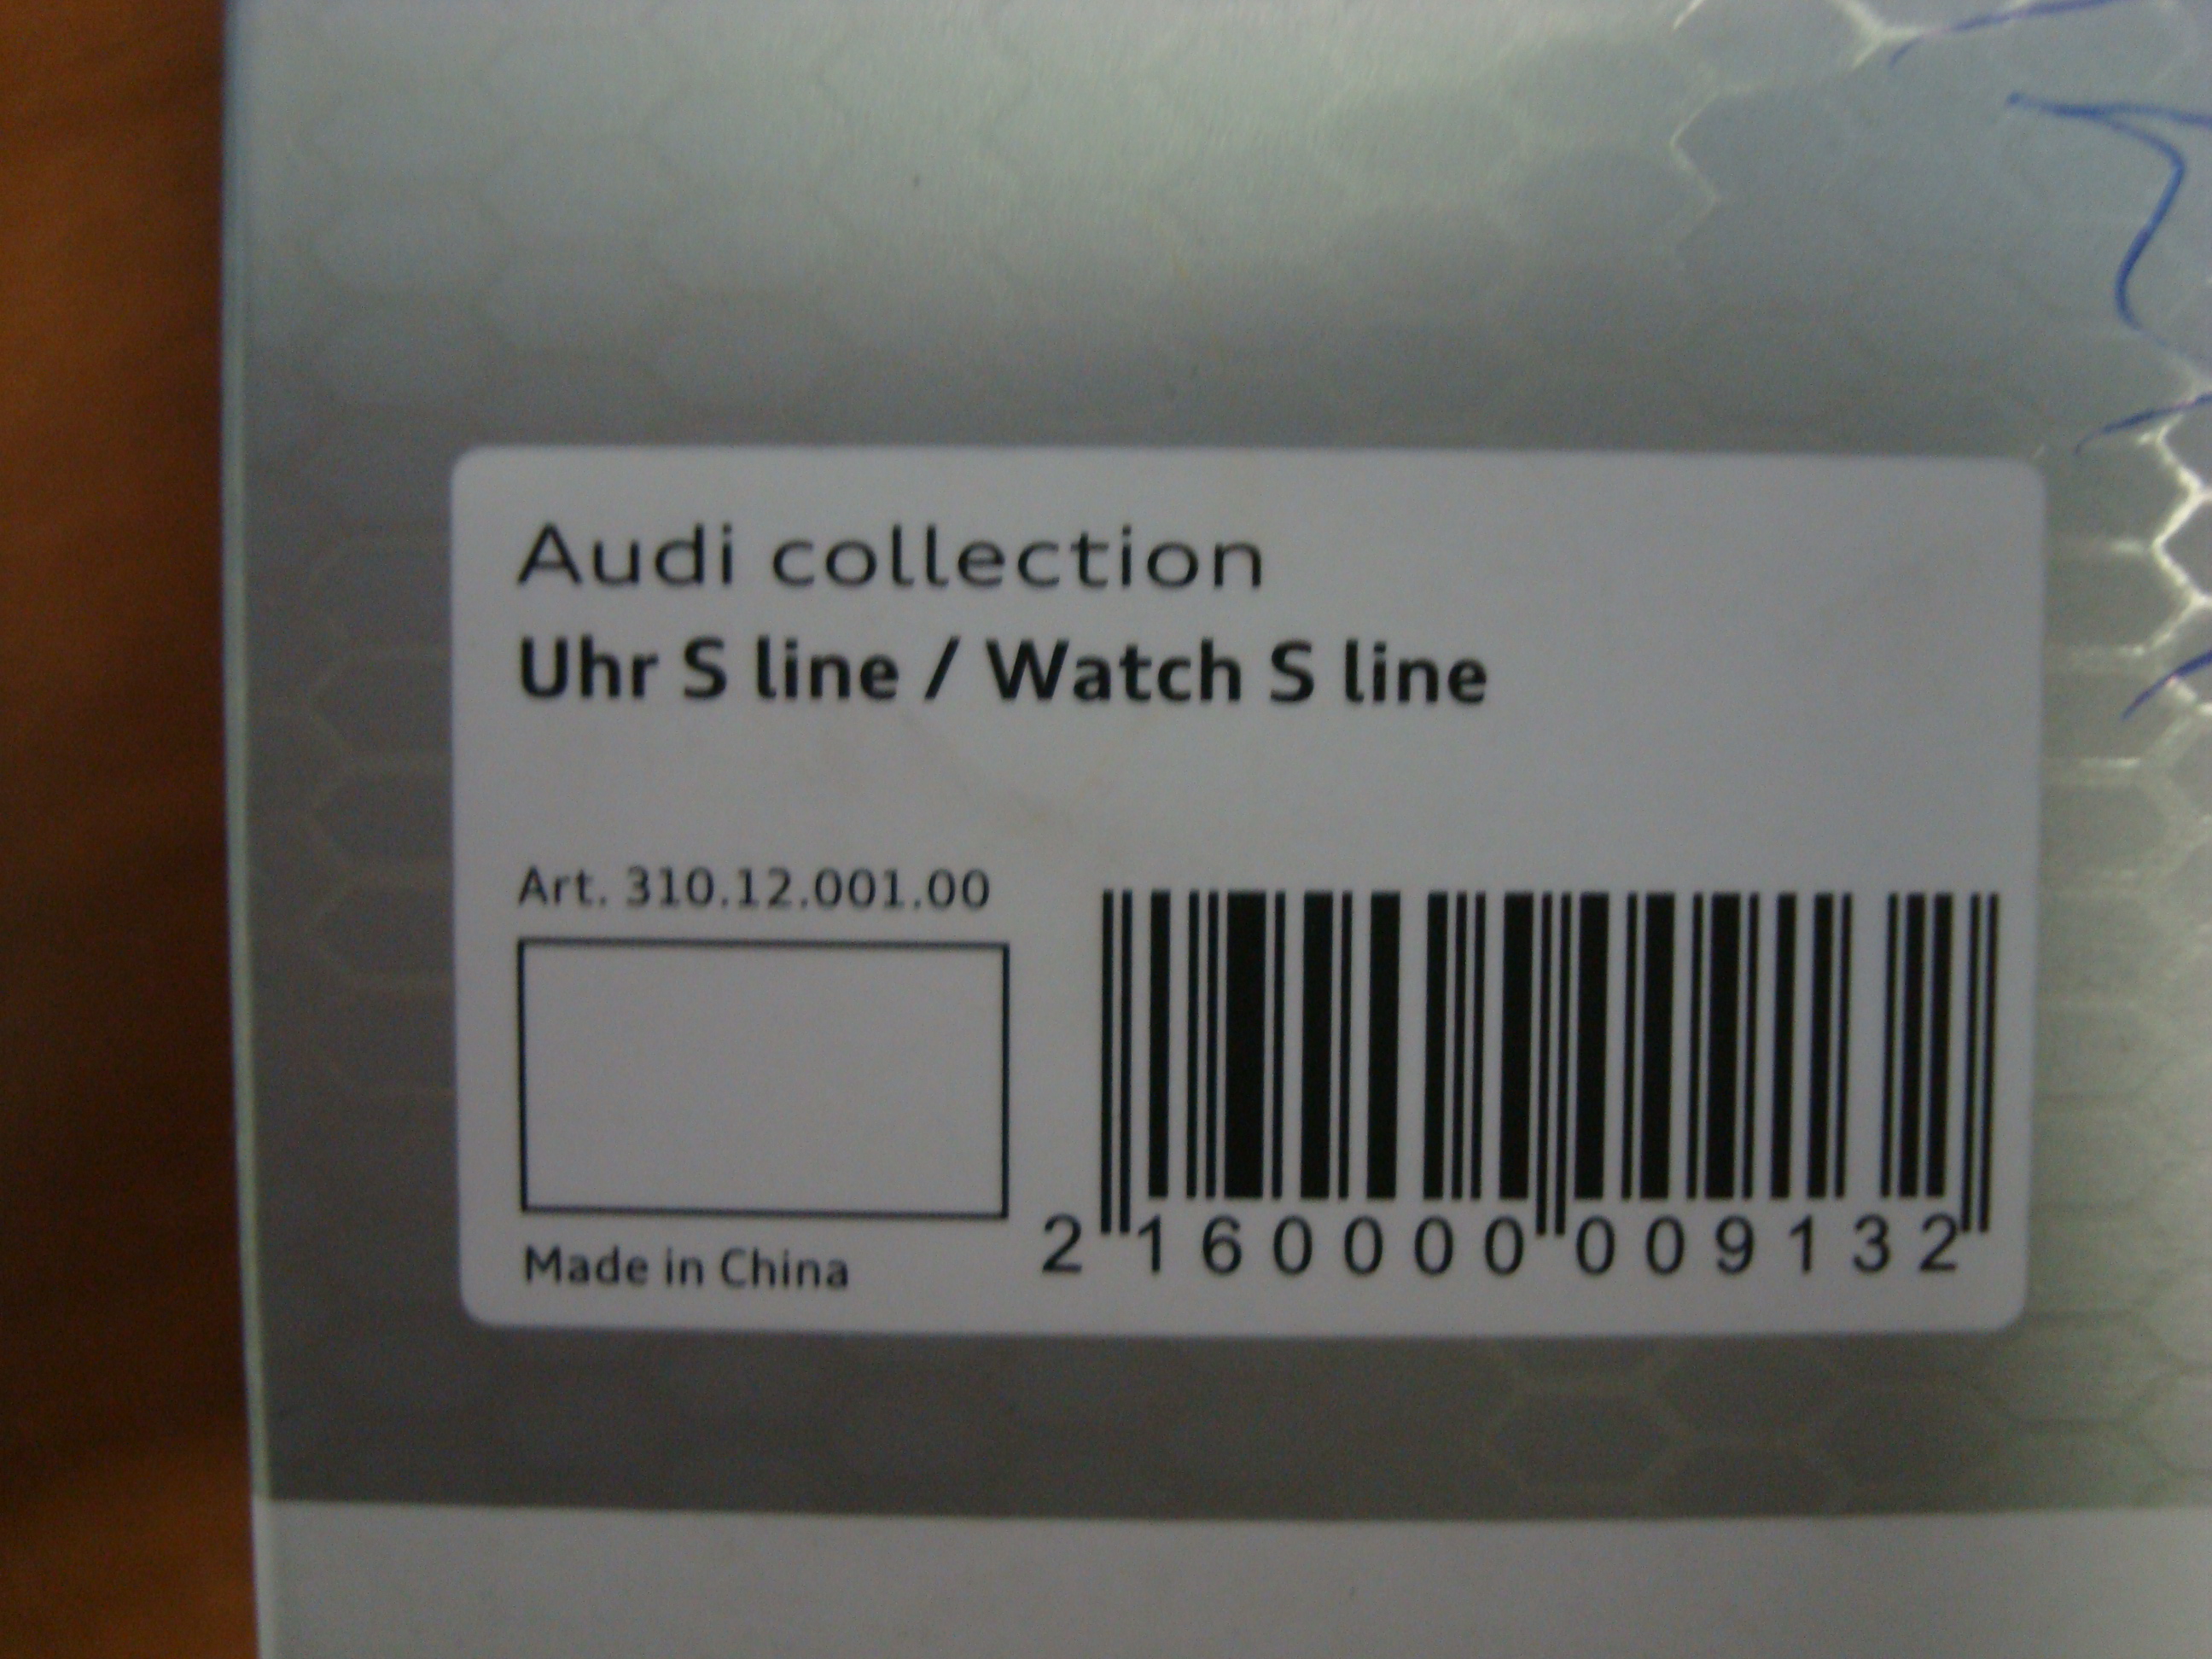 Audi collection
Uhr S line / Watch S line
Art. 310.12.001.00
Made in China
2 160000 009132